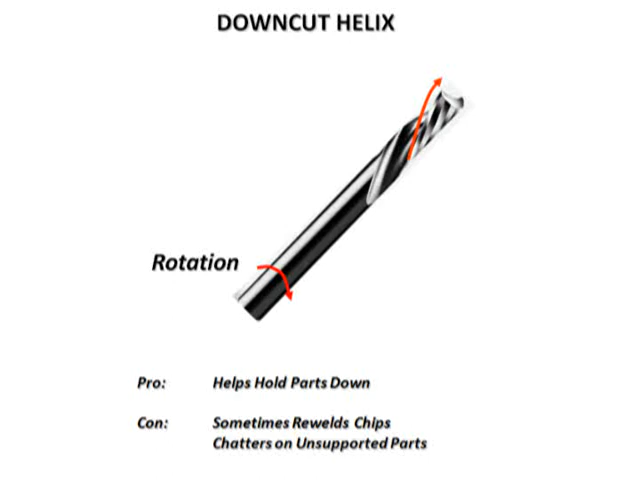 DOWNCUT HELIX
Rotation
Pro: Helps Hold Parts Down
Con: Sometimes Rewelds Chips
Chatters on Unsupported Parts